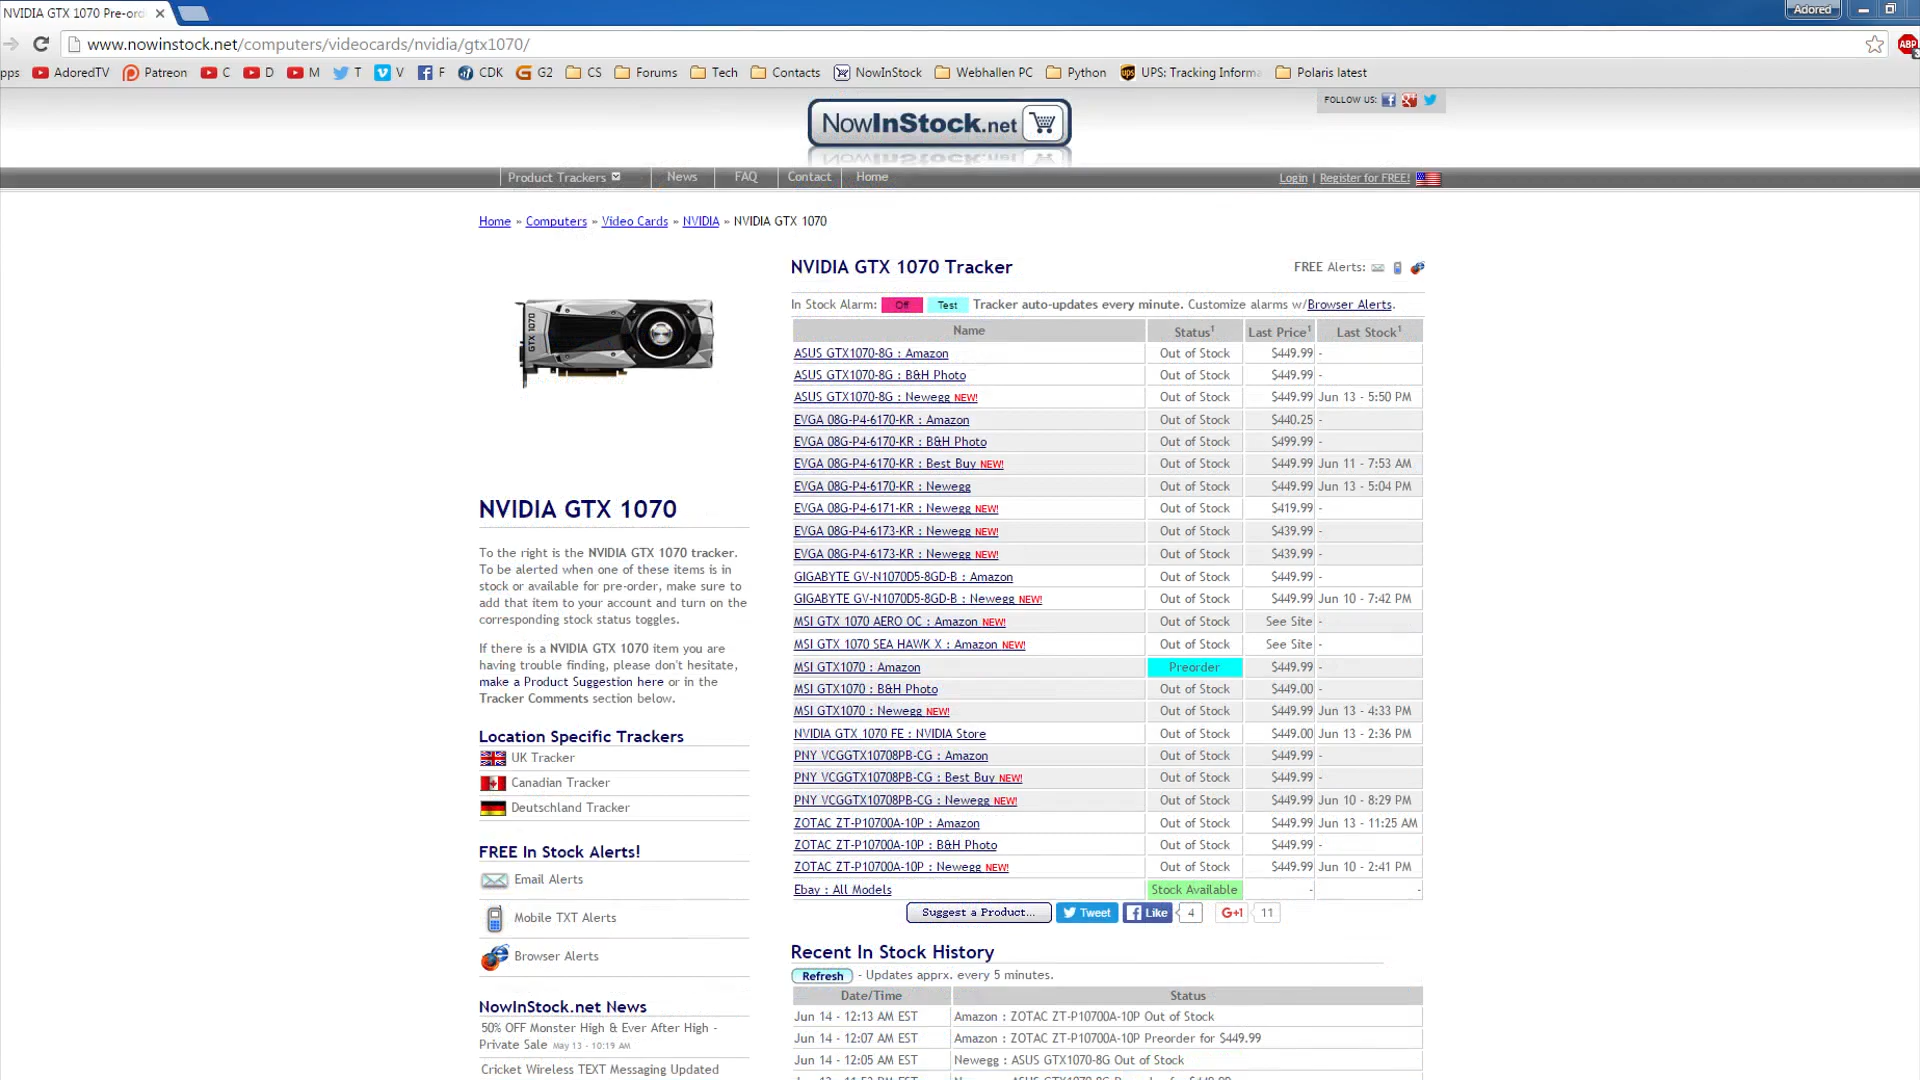 NVIDIA GTX 1070 Pre-ord
Adored
www.nowinstock.net/computers/videocards/nvidia/gtx1070/
ABP
pps AdoredTV Patreon C D M T V F CDK G2 CS Forums Tech Contacts NowInStock Webhallen PC Python UPS: Tracking Informa Polaris latest
FOLLOW US:
NowInStock.net
Product Trackers News FAQ Contact Home
Login | Register for FREE!
Home » Computers » Video Cards » NVIDIA » NVIDIA GTX 1070
GTX 1070
NVIDIA GTX 1070
To the right is the NVIDIA GTX 1070 tracker.
To be alerted when one of these items is in
stock or available for pre-order, make sure to
add that item to your account and turn on the
corresponding stock status toggles.
If there is a NVIDIA GTX 1070 item you are
having trouble finding, please don't hesitate,
make a Product Suggestion here or in the
Tracker Comments section below.
Location Specific Trackers
UK Tracker
Canadian Tracker
Deutschland Tracker
FREE In Stock Alerts!
Email Alerts
Mobile TXT Alerts
Browser Alerts
NowInStock.net News
50% OFF Monster High & Ever After High -
Private Sale May 13 - 10:19 AM
Cricket Wireless TEXT Messaging Updated
NVIDIA GTX 1070 Tracker
FREE Alerts:
In Stock Alarm: Off Test Tracker auto-updates every minute. Customize alarms w/Browser Alerts.
Name Status1 Last Price1 Last Stock1
ASUS GTX1070-8G : Amazon Out of Stock $449.99 -
ASUS GTX1070-8G : B&H Photo Out of Stock $449.99 -
ASUS GTX1070-8G : Newegg NEW! Out of Stock $449.99 Jun 13 - 5:50 PM
EVGA 08G-P4-6170-KR : Amazon Out of Stock $440.25 -
EVGA 08G-P4-6170-KR : B&H Photo Out of Stock $499.99 -
EVGA 08G-P4-6170-KR : Best Buy NEW! Out of Stock $449.99 Jun 11 - 7:53 AM
EVGA 08G-P4-6170-KR : Newegg Out of Stock $449.99 Jun 13 - 5:04 PM
EVGA 08G-P4-6171-KR : Newegg NEW! Out of Stock $419.99 -
EVGA 08G-P4-6173-KR : Newegg NEW! Out of Stock $439.99 -
EVGA 08G-P4-6173-KR : Newegg NEW! Out of Stock $439.99 -
GIGABYTE GV-N1070D5-8GD-B : Amazon Out of Stock $449.99 -
GIGABYTE GV-N1070D5-8GD-B : Newegg NEW! Out of Stock $449.99 Jun 10 - 7:42 PM
MSI GTX 1070 AERO OC : Amazon NEW! Out of Stock See Site -
MSI GTX 1070 SEA HAWK X : Amazon NEW! Out of Stock See Site -
MSI GTX1070 : Amazon Preorder $449.99 -
MSI GTX1070 : B&H Photo Out of Stock $449.00 -
MSI GTX1070 : Newegg NEW! Out of Stock $449.99 Jun 13 - 4:33 PM
NVIDIA GTX 1070 FE : NVIDIA Store Out of Stock $449.00 Jun 13 - 2:36 PM
PNY VCGGTX10708PB-CG : Amazon Out of Stock $449.99 -
PNY VCGGTX10708PB-CG : Best Buy NEW! Out of Stock $449.99 -
PNY VCGGTX10708PB-CG : Newegg NEW! Out of Stock $449.99 Jun 10 - 8:29 PM
ZOTAC ZT-P10700A-10P : Amazon Out of Stock $449.99 Jun 13 - 11:25 AM
ZOTAC ZT-P10700A-10P : B&H Photo Out of Stock $449.99 -
ZOTAC ZT-P10700A-10P : Newegg NEW! Out of Stock $449.99 Jun 10 - 2:41 PM
Ebay : All Models Stock Available - -
Suggest a Product... Tweet Like 4 G+1 11
Recent In Stock History
Refresh - Updates apprx. every 5 minutes.
Date/Time Status
Jun 14 - 12:13 AM EST Amazon : ZOTAC ZT-P10700A-10P Out of Stock
Jun 14 - 12:07 AM EST Amazon : ZOTAC ZT-P10700A-10P Preorder for $449.99
Jun 14 - 12:05 AM EST Newegg : ASUS GTX1070-8G Out of Stock